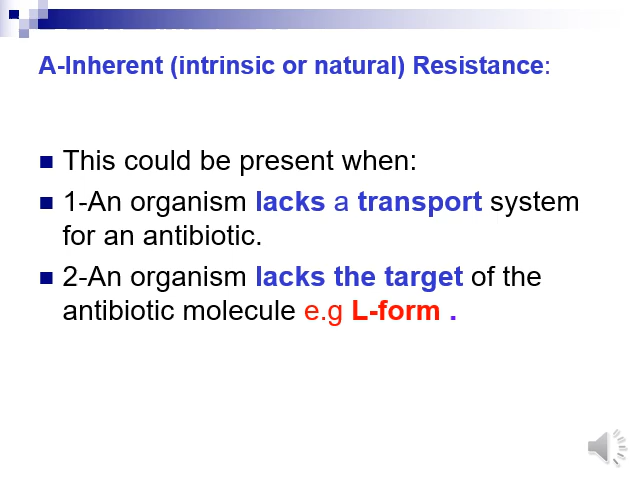 A-Inherent (intrinsic or natural) Resistance:
This could be present when:
1-An organism lacks a transport system
for an antibiotic.
2-An organism lacks the target of the
antibiotic molecule e.g L-form .